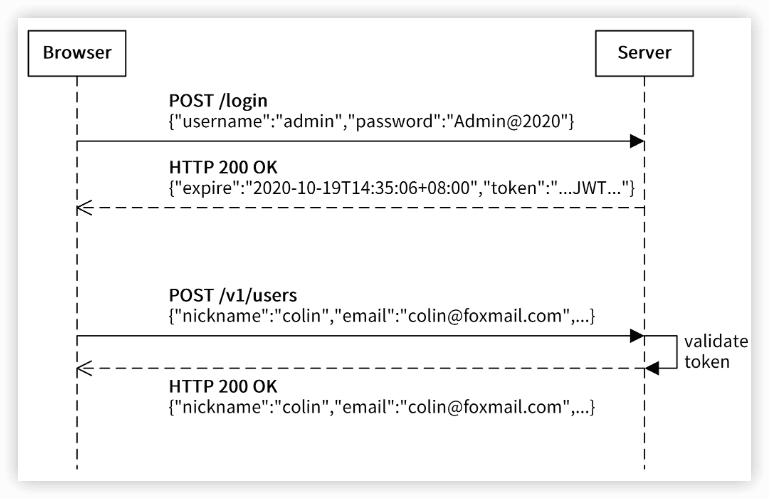 Browser
Server
POST /login
{"username":"admin","password":"Admin@2020"}
HTTP 200 OK
{"expire":"2020-10-19T14:35:06+08:00","token":"...JWT..."}
POST /v1/users
{"nickname":"colin","email":"colin@foxmail.com",...}
validate
token
HTTP 200 OK
{"nickname":"colin","email":"colin@foxmail.com",...}